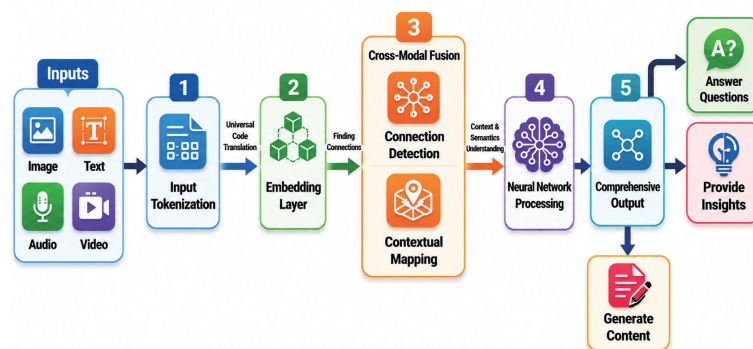 Inputs
Image
Text
Audio
Video
1
Input
Tokenization
Universal
Code
Translation
2
Embedding
Layer
Finding
Connections
3
Cross-Modal Fusion
Connection
Detection
Contextual
Mapping
Context &
Semantics
Understanding
4
Neural Network
Processing
5
Comprehensive
Output
A?
Answer
Questions
Provide
Insights
Generate
Content